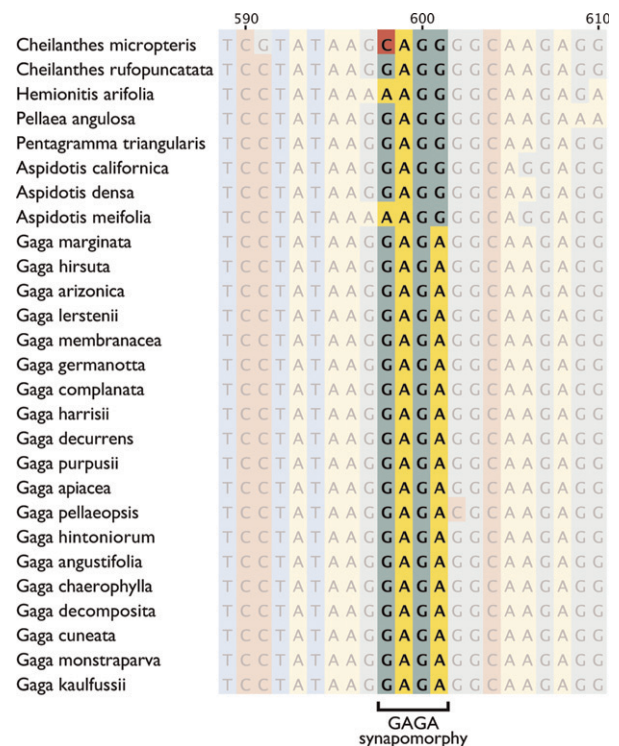 590 600 610
Cheilanthes micropteris TCGTATAAGCAGGGGCAAGAGG
Cheilanthes rufopuncatata TCCTATAAGGAGGGGCAAGAGG
Hemionitis arifolia TCCTATAAAAAGGGGCAAGAGA
Pellaea angulosa TCCTATAAGGAGGGGCAAGAAA
Pentagramma triangularis TCCTATAAGGAGGGGCAAGAGG
Aspidotis californica TCCTATAAGGAGGGGCAGGAGG
Aspidotis densa TCCTATAAGGAGGGGCAAGAGG
Aspidotis meifolia TCCTATAAAAAGGGGCAGGAGG
Gaga marginata TCCTATAAGGAGAGGCAAGAGG
Gaga hirsuta TCCTATAAGGAGAGGCAAGAGG
Gaga arizonica TCCTATAAGGAGAGGCAAGAGG
Gaga lerstenii TCCTATAAGGAGAGGCAAGAGG
Gaga membranacea TCCTATAAGGAGAGGCAAGAGG
Gaga germanotta TCCTATAAGGAGAGGCAAGAGG
Gaga complanata TCCTATAAGGAGAGGCAAGAGG
Gaga harrisii TCCTATAAGGAGAGGCAAGAGG
Gaga decurrens TCCTATAAGGAGAGGCAAGAGG
Gaga purpusii TCCTATAAGGAGAGGCAAGAGG
Gaga apiacea TCCTATAAGGAGAGGCAAGAGG
Gaga pellaeopsis TCCTATAAGGAGACGCAAGAGG
Gaga hintoniorum TCCTATAAGGAGAGGCAAGAGG
Gaga angustifolia TCCTATAAGGAGAGGCAAGAGG
Gaga chaerophylla TCCTATAAGGAGAGGCAAGAGG
Gaga decomposita TCCTATAAGGAGAGGCAAGAGG
Gaga cuneata TCCTATAAGGAGAGGCAAGAGG
Gaga monstraparva TCCTATAAGGAGAGGCAAGAGG
Gaga kaulfussii TCCTATAAGGAGAGGCAAGAGG
GAGA
synapomorphy